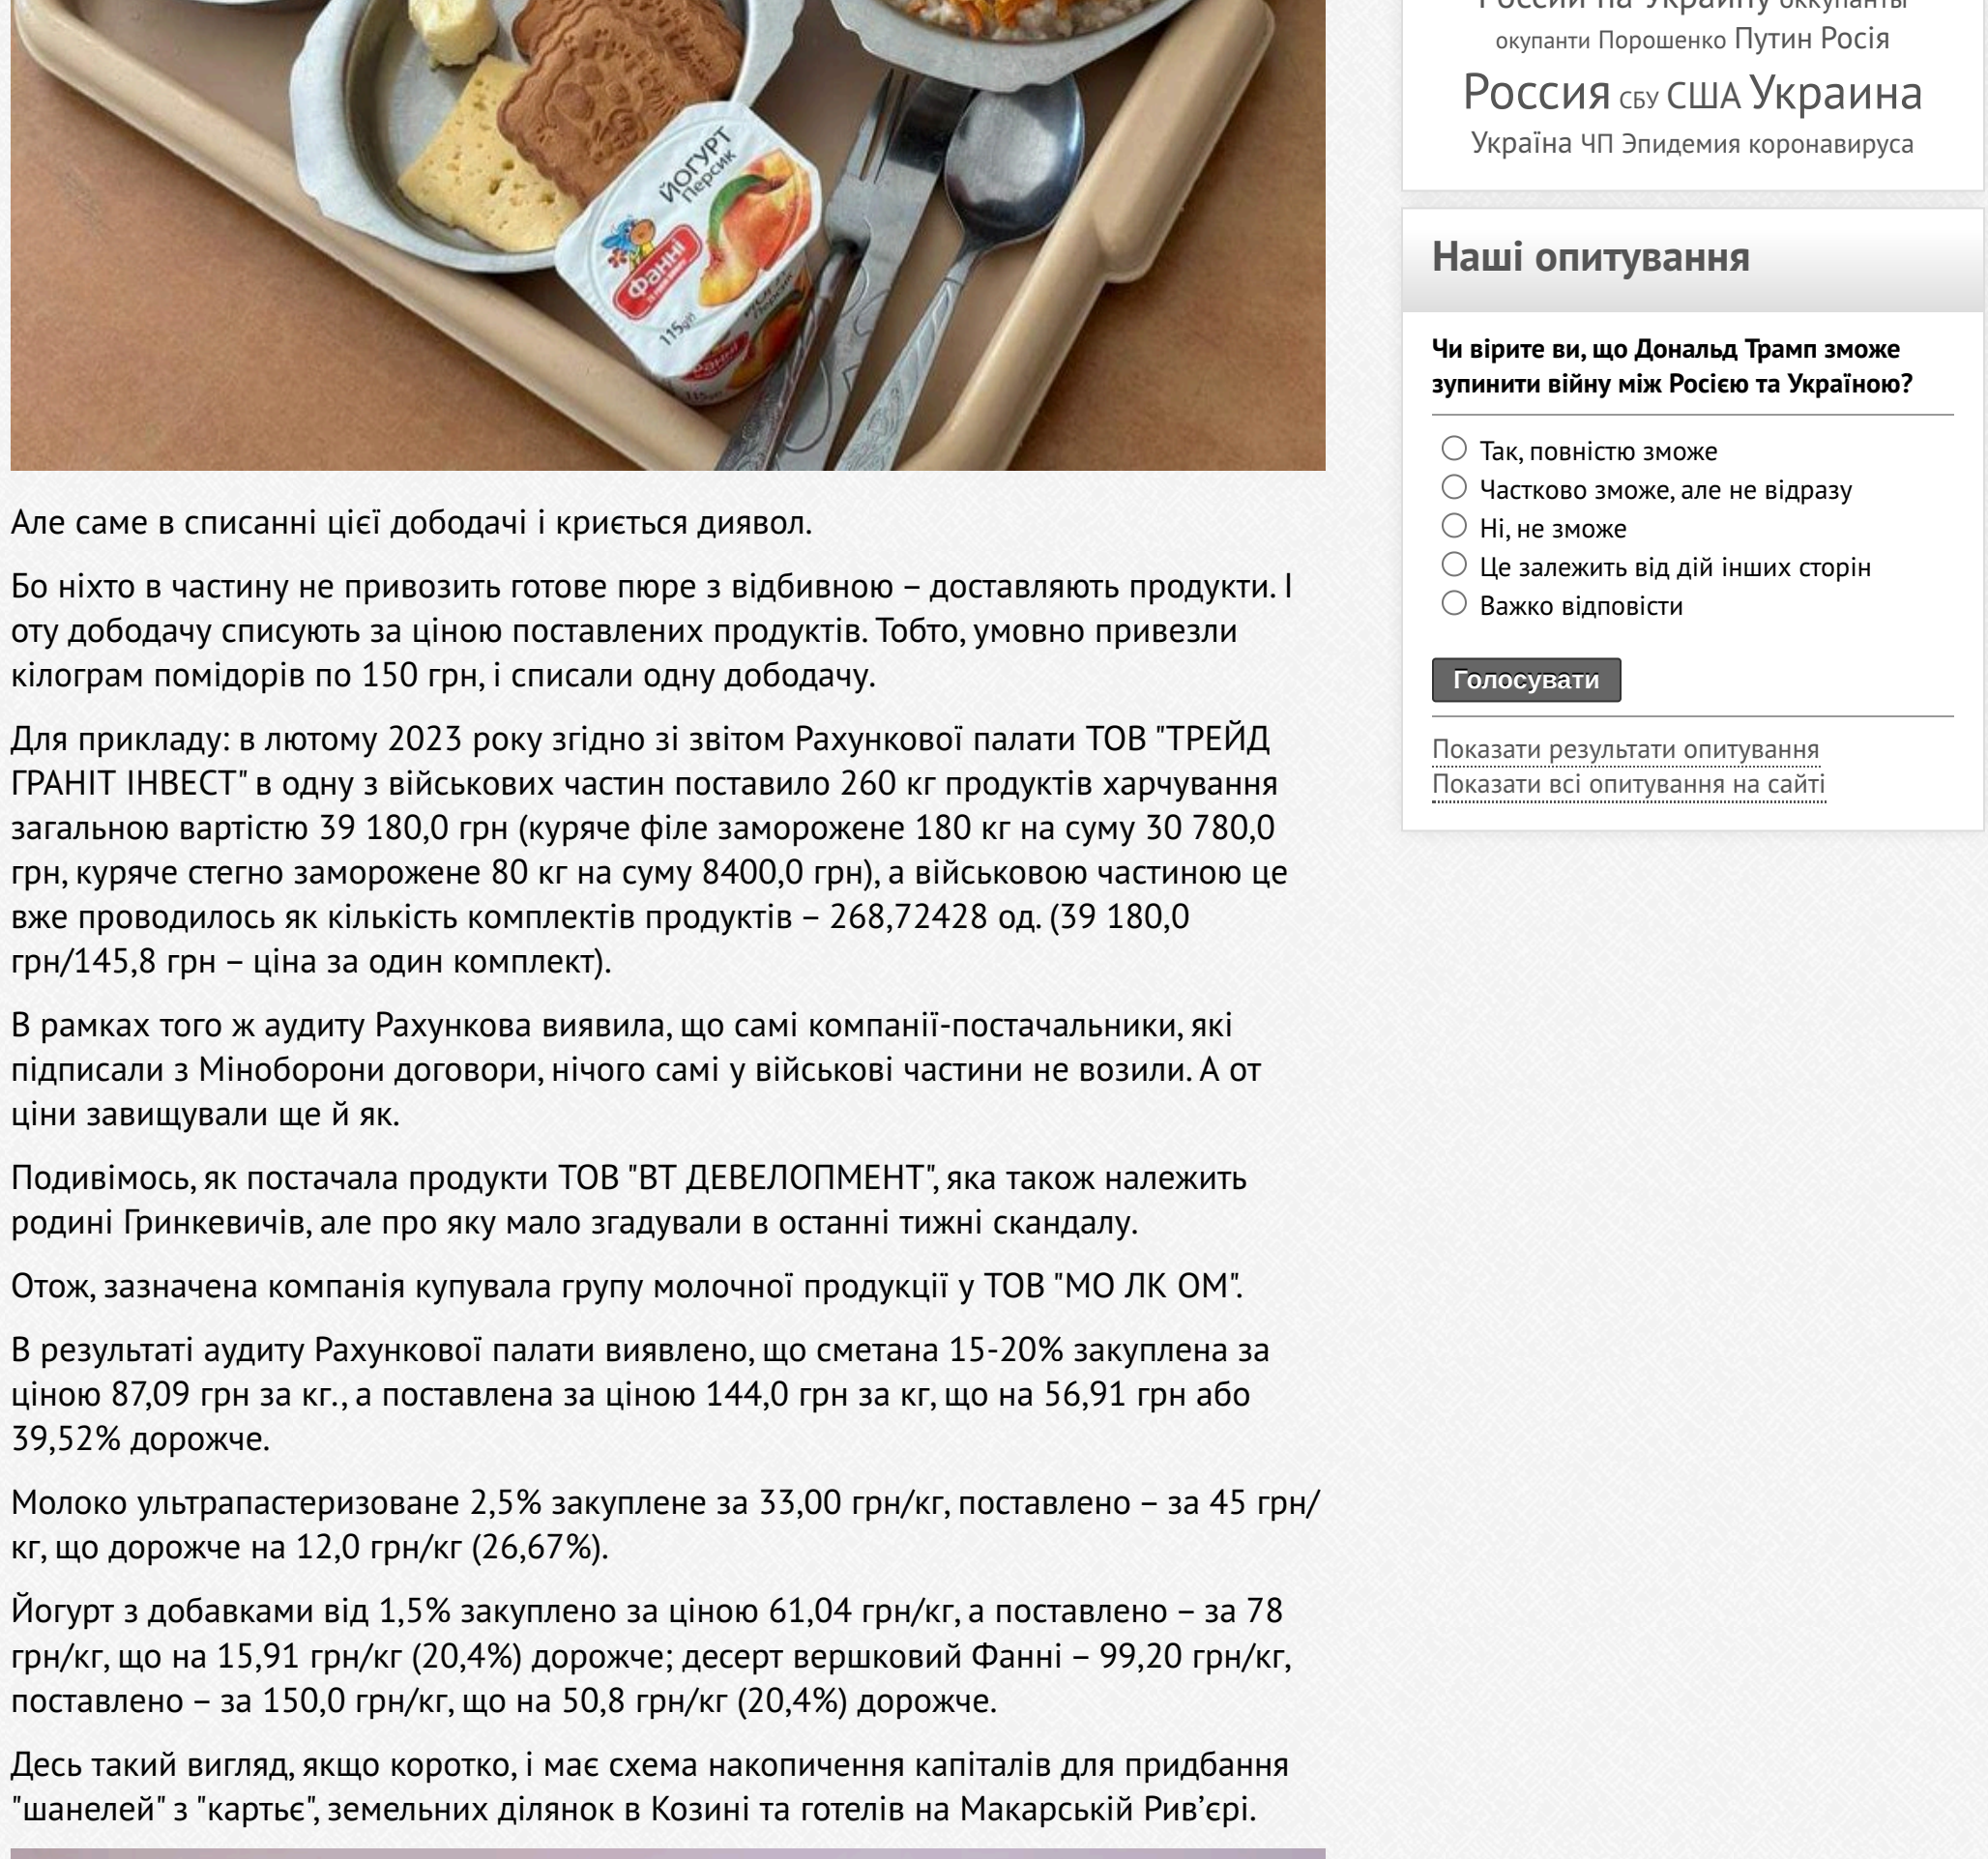 ЙОГУРТ
Персик
Фанні
115
Але саме в списанні цієї дободачі і криється диявол.
Бо ніхто в частину не привозить готове пюре з відбивною – доставляють продукти. І
оту дободачу списують за ціною поставлених продуктів. Тобто, умовно привезли
кілограм помідорів по 150 грн, і списали одну дободачу.
Для прикладу: в лютому 2023 року згідно зі звітом Рахункової палати ТОВ "ТРЕЙД
ГРАНІТ ІНВЕСТ" в одну з військових частин поставило 260 кг продуктів харчування
загальною вартістю 39 180,0 грн (куряче філе заморожене 180 кг на суму 30 780,0
грн, куряче стегно заморожене 80 кг на суму 8400,0 грн), а військовою частиною це
вже проводилось як кількість комплектів продуктів – 268,72428 од. (39 180,0
грн/145,8 грн – ціна за один комплект).
В рамках того ж аудиту Рахункова виявила, що самі компанії-постачальники, які
підписали з Міноборони договори, нічого самі у військові частини не возили. А от
ціни завищували ще й як.
Подивімось, як постачала продукти ТОВ "ВТ ДЕВЕЛОПМЕНТ", яка також належить
родині Гринкевичів, але про яку мало згадували в останні тижні скандалу.
Отож, зазначена компанія купувала групу молочної продукції у ТОВ "МО ЛК ОМ".
В результаті аудиту Рахункової палати виявлено, що сметана 15-20% закуплена за
ціною 87,09 грн за кг., а поставлена за ціною 144,0 грн за кг, що на 56,91 грн або
39,52% дорожче.
Молоко ультрапастеризоване 2,5% закуплене за 33,00 грн/кг, поставлено – за 45 грн/
кг, що дорожче на 12,0 грн/кг (26,67%).
Йогурт з добавками від 1,5% закуплено за ціною 61,04 грн/кг, а поставлено – за 78
грн/кг, що на 15,91 грн/кг (20,4%) дорожче; десерт вершковий Фанні – 99,20 грн/кг,
поставлено – за 150,0 грн/кг, що на 50,8 грн/кг (20,4%) дорожче.
Десь такий вигляд, якщо коротко, і має схема накопичення капіталів для придбання
"шанелей" з "картьє", земельних ділянок в Козині та готелів на Макарській Рив’єрі.
России на Украину оккупанты
окупанти Порошенко Путин Росія
Россия СБУ США Украина
Україна ЧП Эпидемия коронавируса
Наші опитування
Чи вірите ви, що Дональд Трамп зможе
зупинити війну між Росією та Україною?
Так, повністю зможе
Частково зможе, але не відразу
Ні, не зможе
Це залежить від дій інших сторін
Важко відповісти
Голосувати
Показати результати опитування
Показати всі опитування на сайті